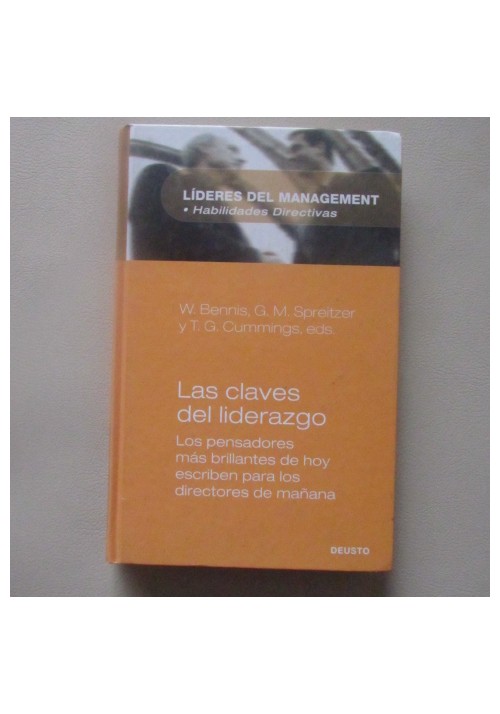 LÍDERES DEL MANAGEMENT
• Habilidades Directivas
W. Bennis, G. M. Spreitzer
y T. G. Cummings, eds.
Las claves
del liderazgo
Los pensadores
más brillantes de hoy
escriben para los
directores de mañana
DEUSTO